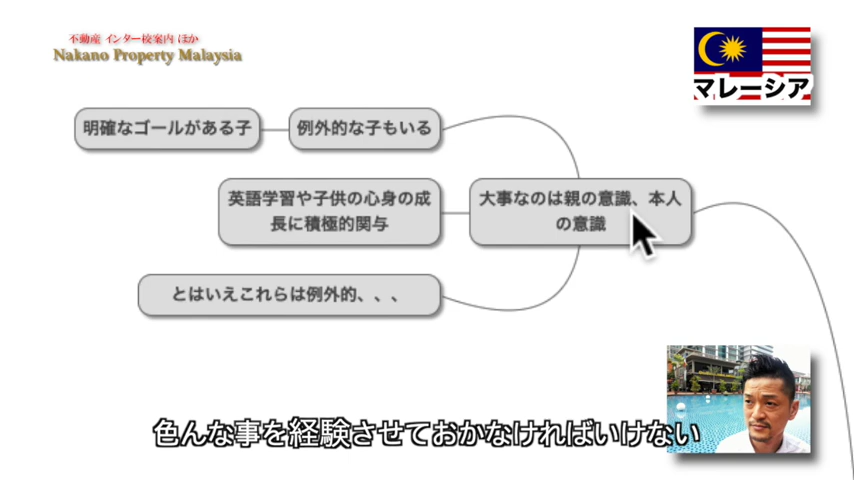 不動産 インター校案内 ほか
Nakano Property Malaysia
マレーシア
明確なゴールがある子
例外的な子もいる
英語学習や子供の心身の成
長に積極的関与
大事なのは親の意識、本人
の意識
とはいえこれらは例外的、、、
色んな事を経験させておかなければいけない